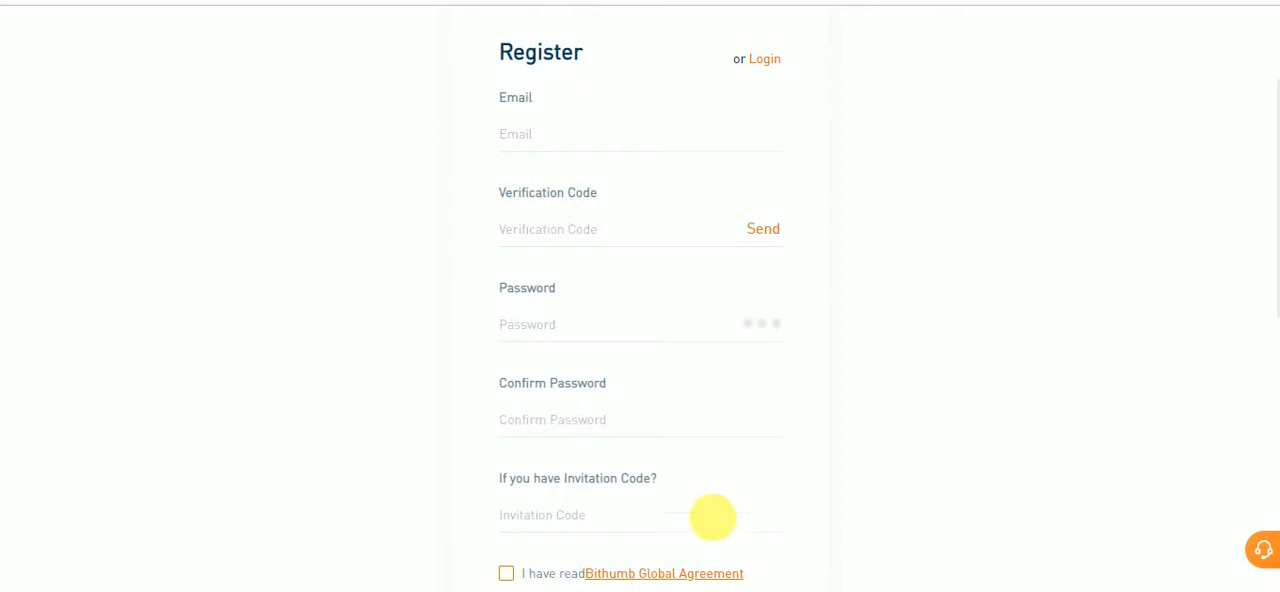 Register
or Login
Email
Email
Verification Code
Verification Code Send
Password
Password
Confirm Password
Confirm Password
If you have Invitation Code?
Invitation Code
I have readBithumb Global Agreement